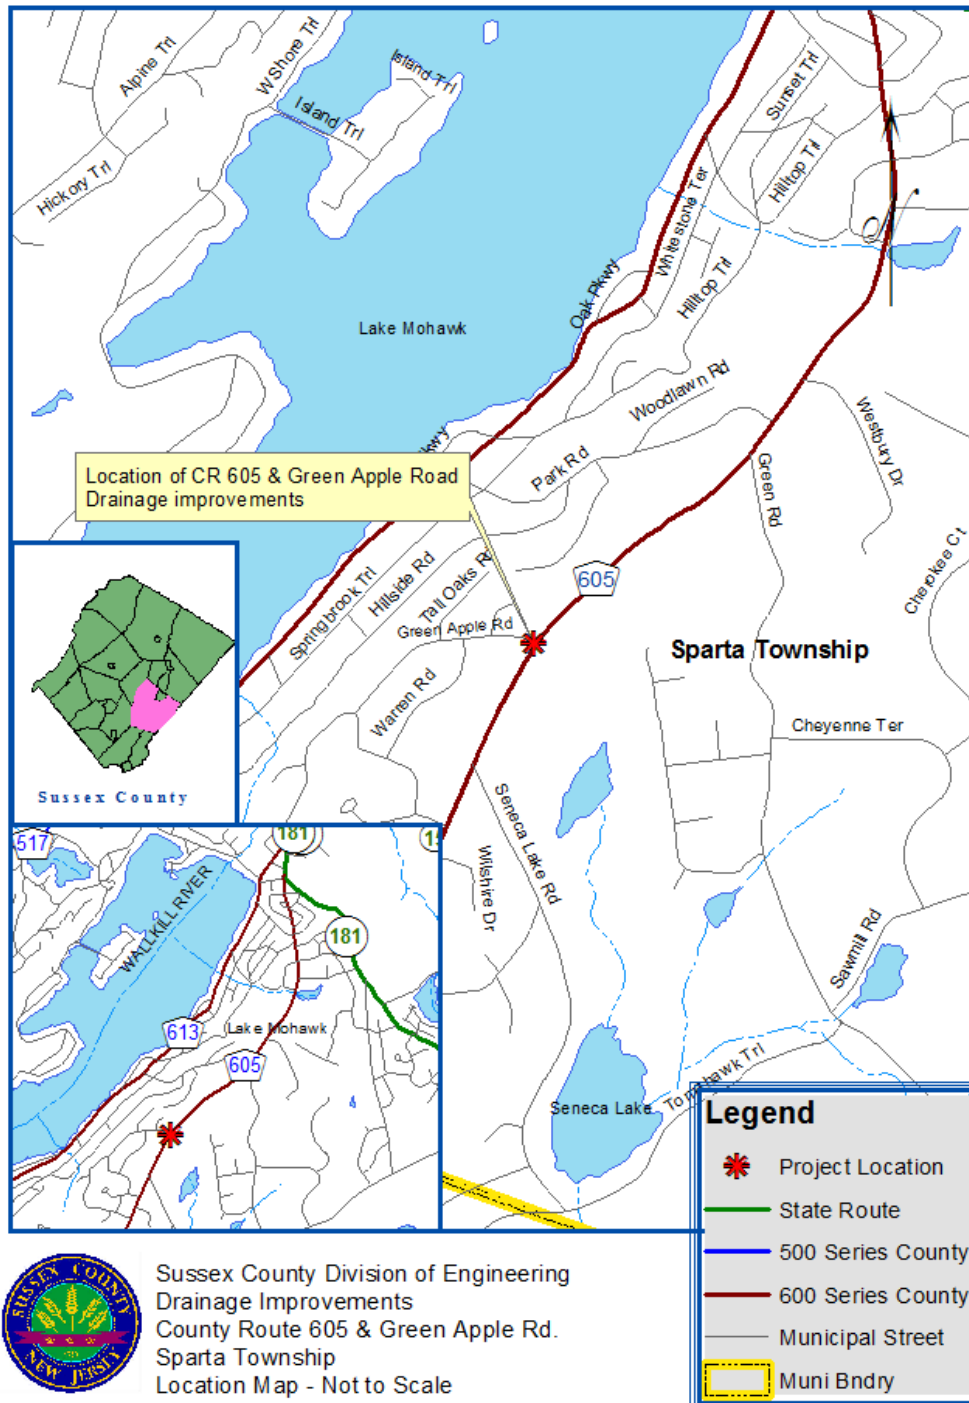 Alpine Trl
W Shore Trl
Island Trl
Island Trl
Hickory Trl
Sunset Trl
Hilltop Trl
Whitestone Ter
Hilltop Trl
Oak Pkwy
Lake Mohawk
Woodlawn Rd
Westbury Dr
Pkwy
Park Rd
Green Rd
Location of CR 605 & Green Apple Road
Drainage improvements
605
Cherokee Ct
Springbrook Trl
Hillside Rd
Tall Oaks R
Green Apple Rd
Sparta Township
Warren Rd
Cheyenne Ter
Sussex County
Seneca Lake Rd
Wilshire Dr
Sawmill Rd
Seneca Lake
Tomahawk Trl
517
181
15
WALLKILL RIVER
181
613
Lake Mohawk
605
Legend
Project Location
State Route
500 Series County
600 Series County
Municipal Street
Muni Bndry
SUSSEX COUNTY
NEW JERSEY
Sussex County Division of Engineering
Drainage Improvements
County Route 605 & Green Apple Rd.
Sparta Township
Location Map - Not to Scale